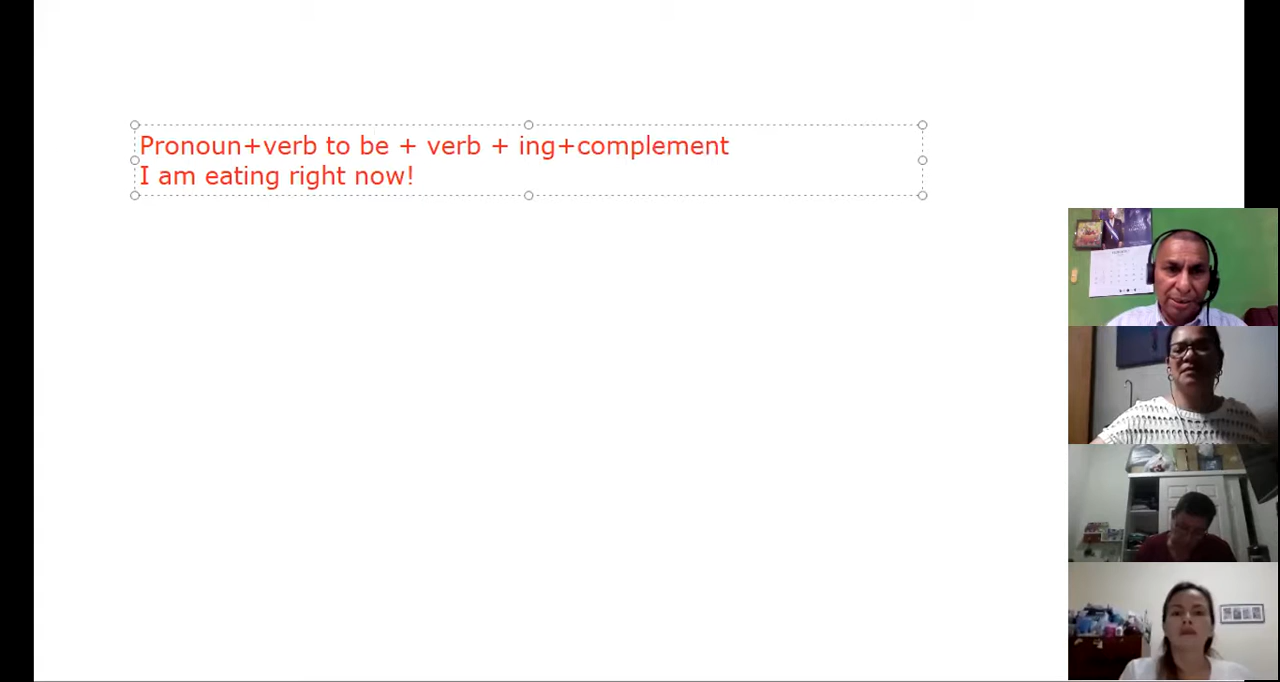 Pronoun+verb to be + verb + ing+complement
I am eating right now!